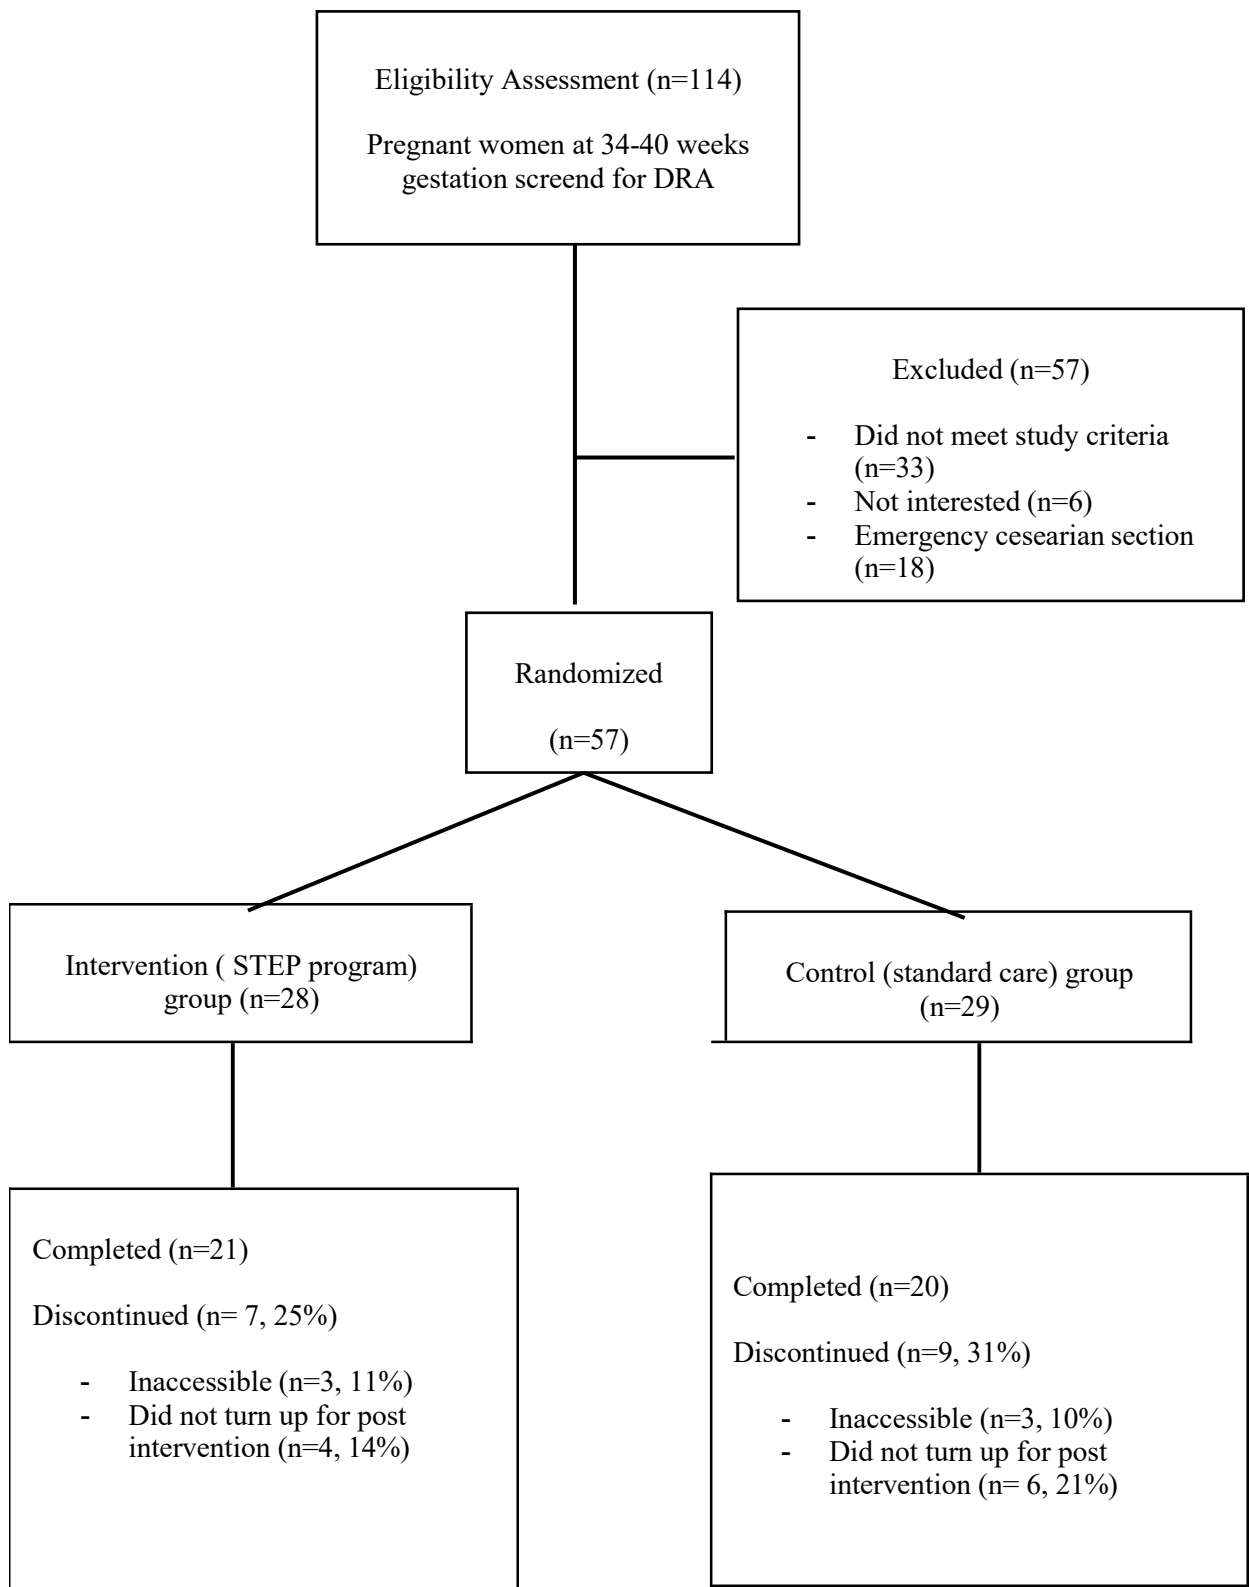 Eligibility Assessment (n=114)
Pregnant women at 34-40 weeks
gestation screend for DRA
Excluded (n=57)
- Did not meet study criteria
(n=33)
- Not interested (n=6)
- Emergency cesearian section
(n=18)
Randomized
(n=57)
Intervention ( STEP program)
group (n=28)
Control (standard care) group
(n=29)
Completed (n=21)
Discontinued (n= 7, 25%)
- Inaccessible (n=3, 11%)
- Did not turn up for post
intervention (n=4, 14%)
Completed (n=20)
Discontinued (n=9, 31%)
- Inaccessible (n=3, 10%)
- Did not turn up for post
intervention (n= 6, 21%)